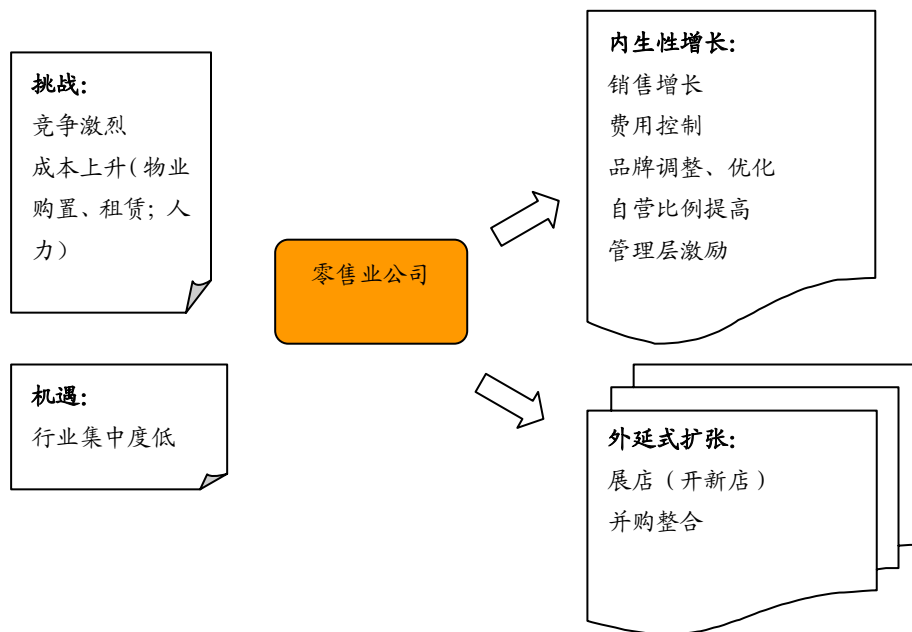 挑战：
竞争激烈
成本上升（物业
购置、租赁；人
力）
机遇：
行业集中度低
零售业公司
内生性增长：
销售增长
费用控制
品牌调整、优化
自营比例提高
管理层激励
外延式扩张：
展店（开新店）
并购整合